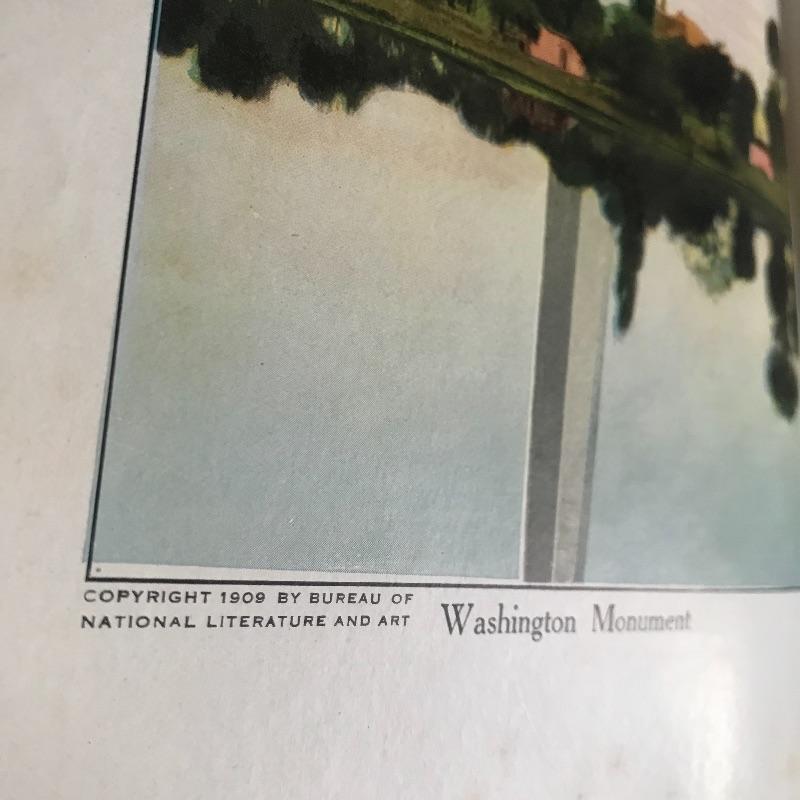 COPYRIGHT 1909 BY BUREAU OF
NATIONAL LITERATURE AND ART
Washington Monument